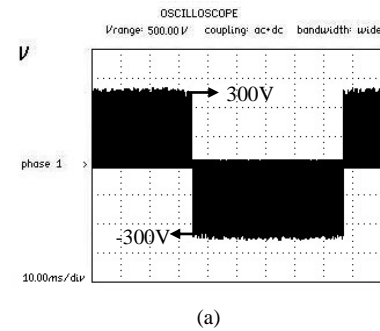 OSCILLOSCOPE
Vrange: 500.00 V coupling: ac+dc bandwidth: wide
V
300V
phase 1 >
-300V
10.00ms/div
(a)